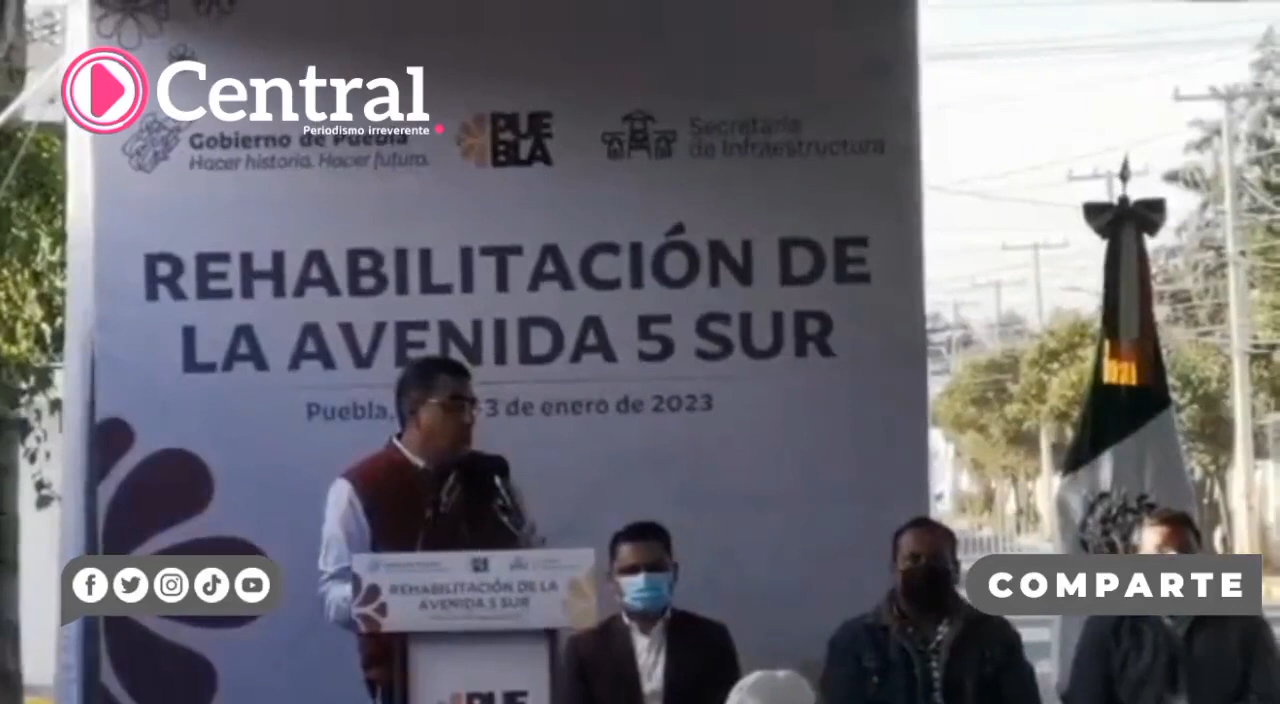 Central
Periodismo irreverente
Gobierno de Puebla
Hacer historia. Hacer futuro.
PUE
BLA
Secretaría
de Infraestructura
REHABILITACIÓN DE
LA AVENIDA 5 SUR
Puebla, 3 de enero de 2023
REHABILITACIÓN DE LA
AVENIDA 5 SUR
PUE
COMPARTE